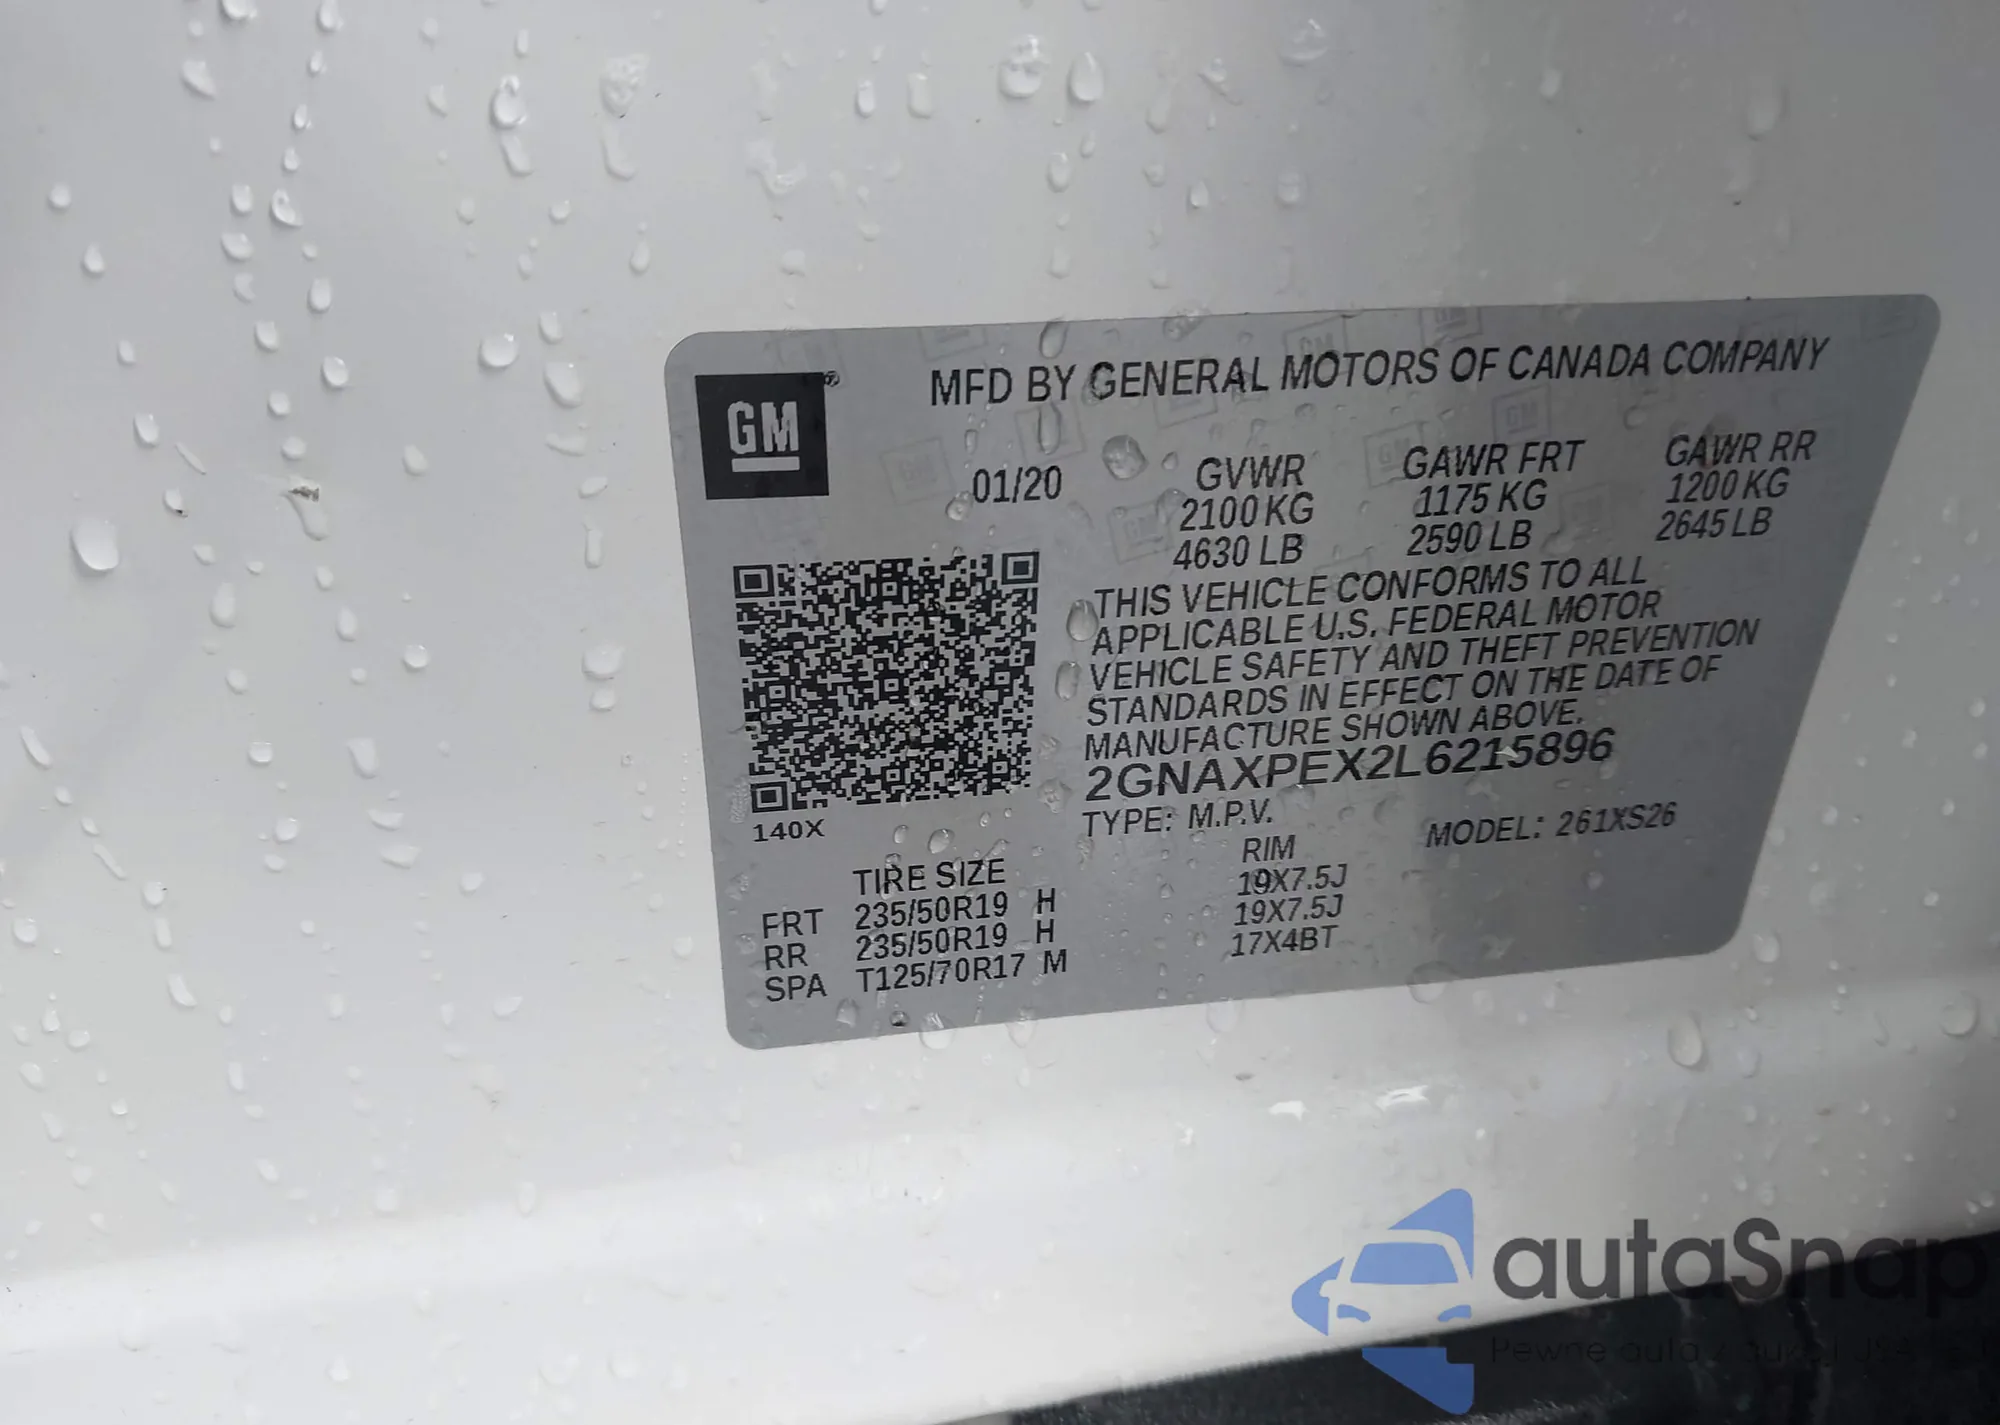 GM ®
MFD BY GENERAL MOTORS OF CANADA COMPANY
01/20 GVWR GAWR FRT GAWR RR
2100 KG 1175 KG 1200 KG
4630 LB 2590 LB 2645 LB
THIS VEHICLE CONFORMS TO ALL
APPLICABLE U.S. FEDERAL MOTOR
VEHICLE SAFETY AND THEFT PREVENTION
STANDARDS IN EFFECT ON THE DATE OF
MANUFACTURE SHOWN ABOVE.
2GNAXPEX2L6215896
140X
TYPE: M.P.V. MODEL: 261XS26
TIRE SIZE RIM
FRT 235/50R19 H 19X7.5J
RR 235/50R19 H 19X7.5J
SPA T125/70R17 M 17X4BT
autaSnap
Pewne auta z aukcji